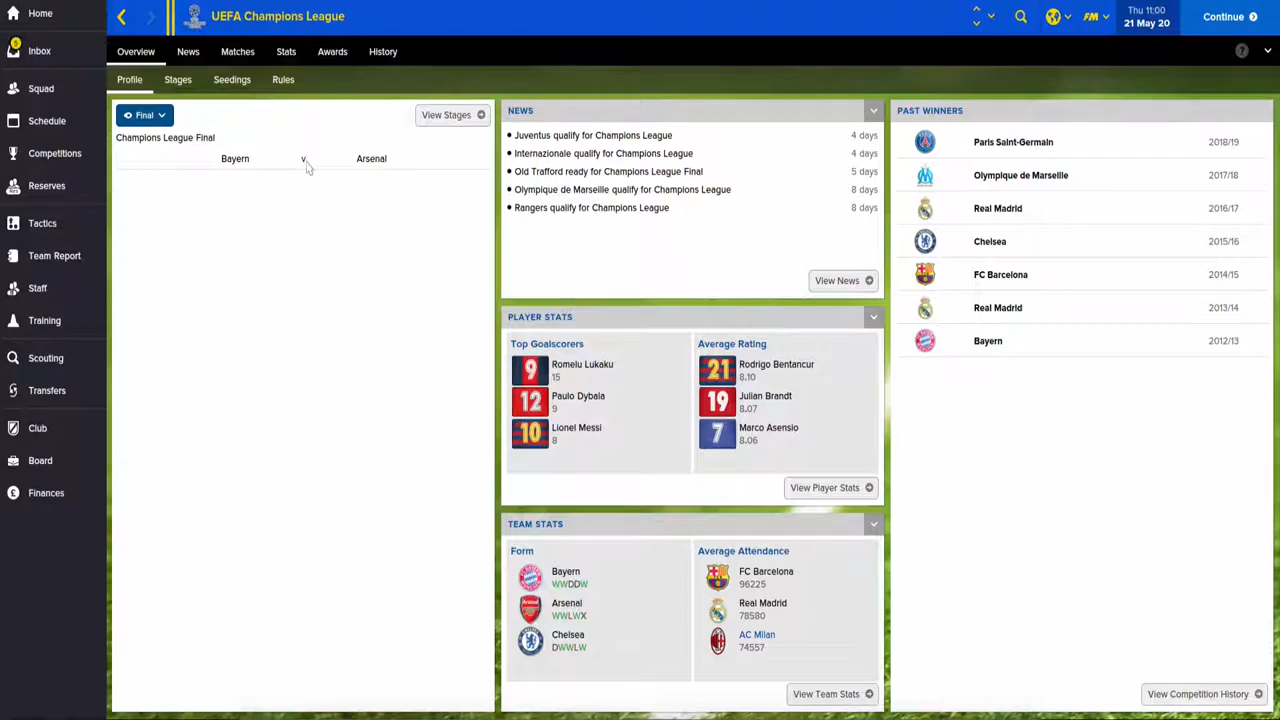 Home
5
Inbox
Squad
Schedule
Competitions
Reserves
Tactics
Team Report
Staff
Training
Scouting
Transfers
Club
Board
Finances
UEFA Champions League
FM
Thu 11:00
21 May 20
Continue
Overview News Matches Stats Awards History
?
Profile Stages Seedings Rules
Final
View Stages
Champions League Final
Bayern v Arsenal
NEWS
Juventus qualify for Champions League 4 days
Internazionale qualify for Champions League 4 days
Old Trafford ready for Champions League Final 5 days
Olympique de Marseille qualify for Champions League 8 days
Rangers qualify for Champions League 8 days
View News
PLAYER STATS
Top Goalscorers
9 Romelu Lukaku
15
12 Paulo Dybala
9
10 Lionel Messi
8
Average Rating
21 Rodrigo Bentancur
8.10
19 Julian Brandt
8.07
7 Marco Asensio
8.06
View Player Stats
TEAM STATS
Form
Bayern
WWDDW
Arsenal
WWLWX
Chelsea
DWWLW
Average Attendance
FC Barcelona
96225
Real Madrid
78580
AC Milan
74557
View Team Stats
PAST WINNERS
Paris Saint-Germain 2018/19
Olympique de Marseille 2017/18
Real Madrid 2016/17
Chelsea 2015/16
FC Barcelona 2014/15
Real Madrid 2013/14
Bayern 2012/13
View Competition History